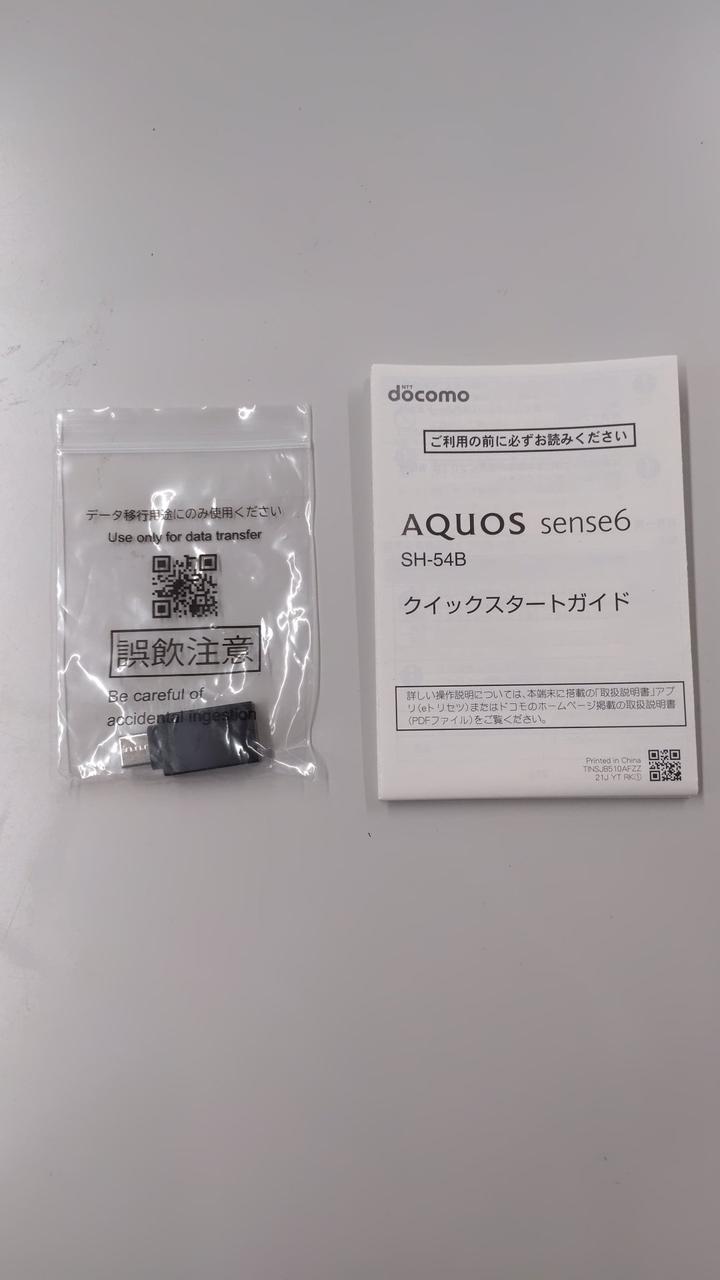 データ移行用途にのみ使用ください
Use only for data transfer
誤飲注意
Be careful of
accidental ingestion
NTT
docomo
ご利用の前に必ずお読みください
AQUOS sense6
SH-54B
クイックスタートガイド
詳しい操作説明については、本端末に搭載の「取扱説明書」アプ
リ(eトリセツ)またはドコモのホームページ掲載の取扱説明書
(PDFファイル)をご覧ください。
Printed in China
TINSJB510AFZZ
21J YT RK①